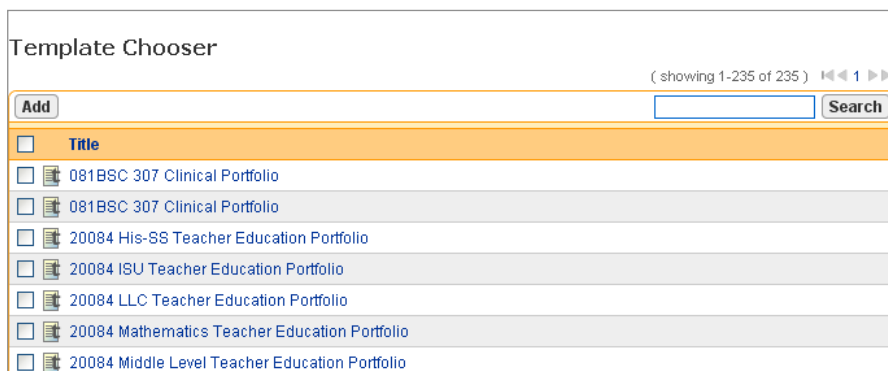 Template Chooser
( showing 1-235 of 235 ) 1
Add Search
Title
081BSC 307 Clinical Portfolio
081BSC 307 Clinical Portfolio
20084 His-SS Teacher Education Portfolio
20084 ISU Teacher Education Portfolio
20084 LLC Teacher Education Portfolio
20084 Mathematics Teacher Education Portfolio
20084 Middle Level Teacher Education Portfolio